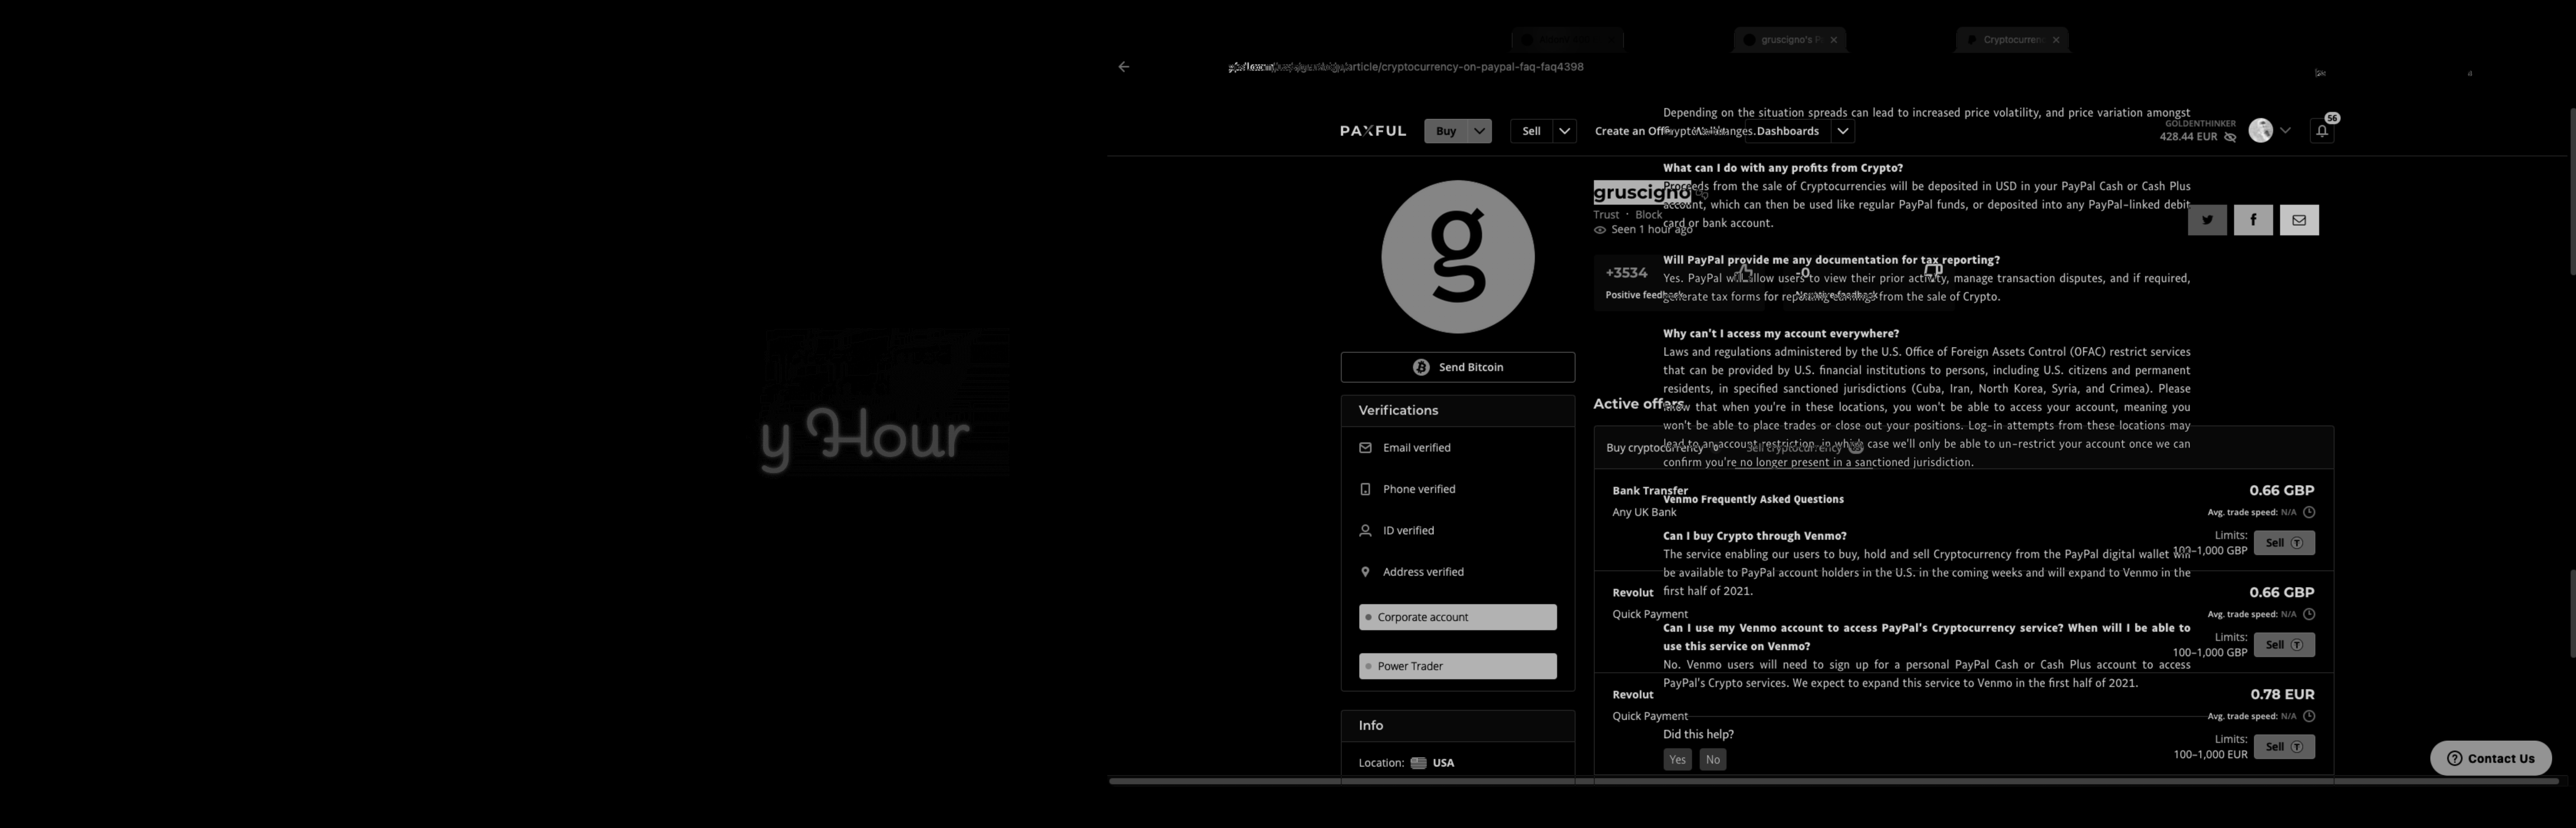 gruscigno's P
Cryptocurren
article/cryptocurrency-on-paypal-faq-faq4398
PAXFUL
Buy
Sell
Create an Off
Dashboards
GOLDENTHINKER
428.44 EUR
56
gruscigno
Trust · Block
Seen 1 hour ago
+3534
Positive feedback
-0
Send Bitcoin
Verifications
Email verified
Phone verified
ID verified
Address verified
Corporate account
Power Trader
Info
Location: USA
Active offers
Buy cryptocurrency
Sell cryptocurrency
Bank Transfer
Any UK Bank
0.66 GBP
Avg. trade speed: N/A
Limits:
100–1,000 GBP
Sell
Revolut
Quick Payment
0.66 GBP
Avg. trade speed: N/A
Limits:
100–1,000 GBP
Sell
Revolut
Quick Payment
0.78 EUR
Avg. trade speed: N/A
Limits:
100–1,000 EUR
Sell
Depending on the situation spreads can lead to increased price volatility, and price variation amongst
What can I do with any profits from Crypto?
Proceeds from the sale of Cryptocurrencies will be deposited in USD in your PayPal Cash or Cash Plus
account, which can then be used like regular PayPal funds, or deposited into any PayPal-linked debit
card or bank account.
Will PayPal provide me any documentation for tax reporting?
Yes. PayPal will allow users to view their prior activity, manage transaction disputes, and if required,
generate tax forms for reporting earnings from the sale of Crypto.
Why can't I access my account everywhere?
Laws and regulations administered by the U.S. Office of Foreign Assets Control (OFAC) restrict services
that can be provided by U.S. financial institutions to persons, including U.S. citizens and permanent
residents, in specified sanctioned jurisdictions (Cuba, Iran, North Korea, Syria, and Crimea). Please
know that when you're in these locations, you won't be able to access your account, meaning you
won't be able to place trades or close out your positions. Log-in attempts from these locations may
lead to an account restriction, in which case we'll only be able to un-restrict your account once we can
confirm you're no longer present in a sanctioned jurisdiction.
Venmo Frequently Asked Questions
Can I buy Crypto through Venmo?
The service enabling our users to buy, hold and sell Cryptocurrency from the PayPal digital wallet will
be available to PayPal account holders in the U.S. in the coming weeks and will expand to Venmo in the
first half of 2021.
Can I use my Venmo account to access PayPal's Cryptocurrency service? When will I be able to
use this service on Venmo?
No. Venmo users will need to sign up for a personal PayPal Cash or Cash Plus account to access
PayPal's Crypto services. We expect to expand this service to Venmo in the first half of 2021.
Did this help?
Yes No
Contact Us
y Hour